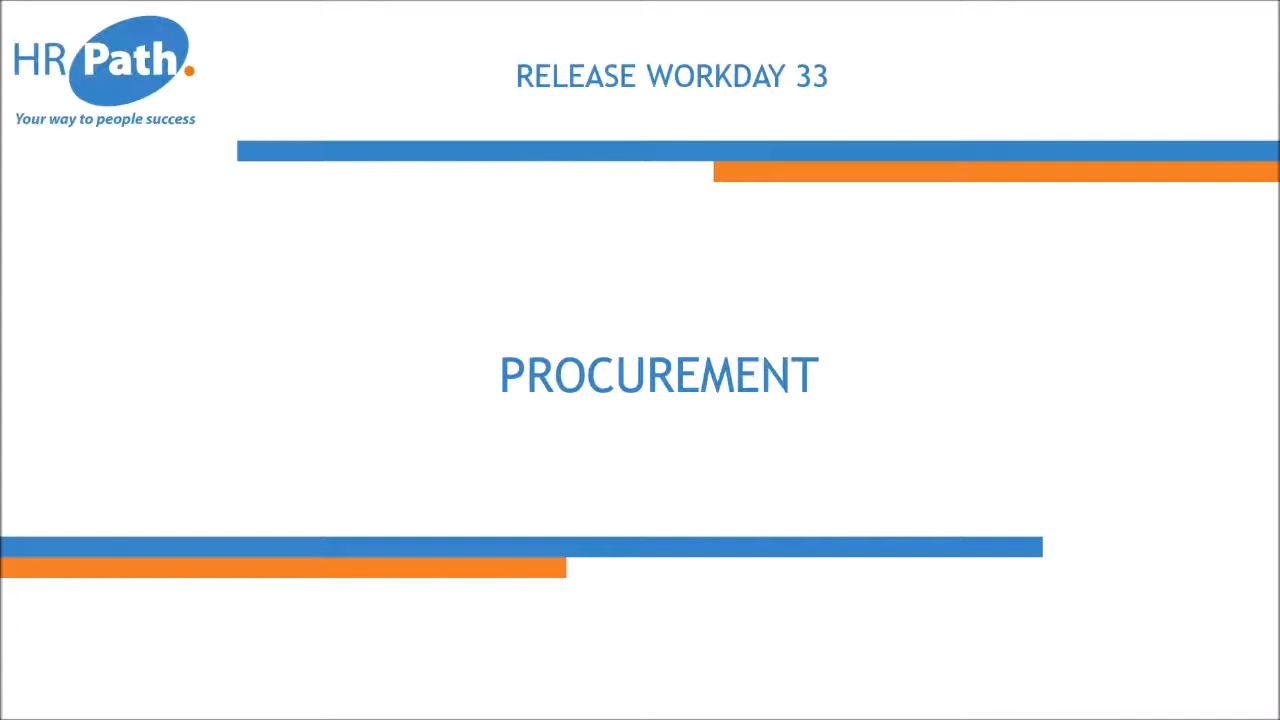 HR Path.
Your way to people success
RELEASE WORKDAY 33
PROCUREMENT